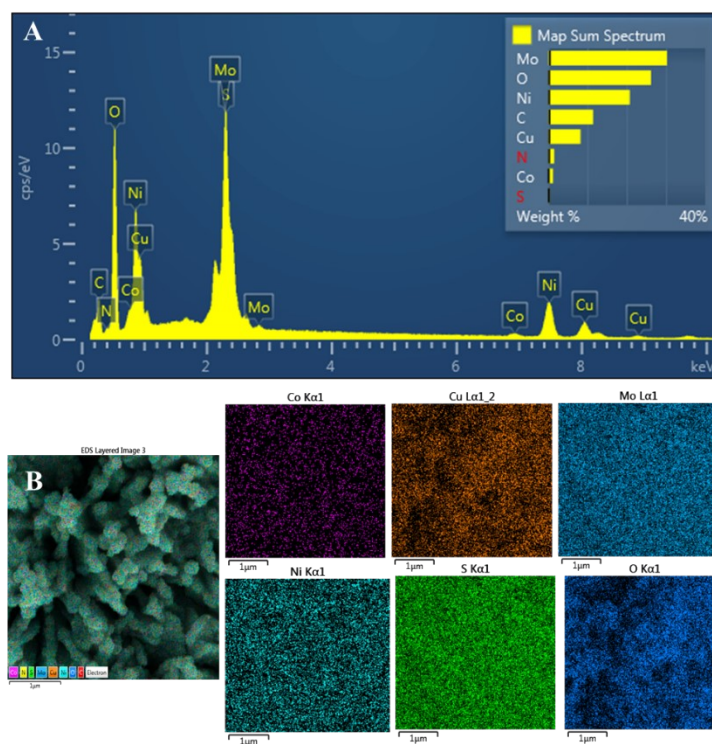 A
15
10
5
0
cps/eV
O
Ni
Cu
C
N
Co
Mo
S
Mo
Co
Ni
Cu
Cu
0 2 4 6 8 keV
Map Sum Spectrum
Mo
O
Ni
C
Cu
N
Co
S
Weight % 40%
EDS Layered Image 3
B
Electron
1µm
Co Kα1
1µm
Cu Lα1_2
1µm
Mo Lα1
1µm
Ni Kα1
1µm
S Kα1
1µm
O Kα1
1µm